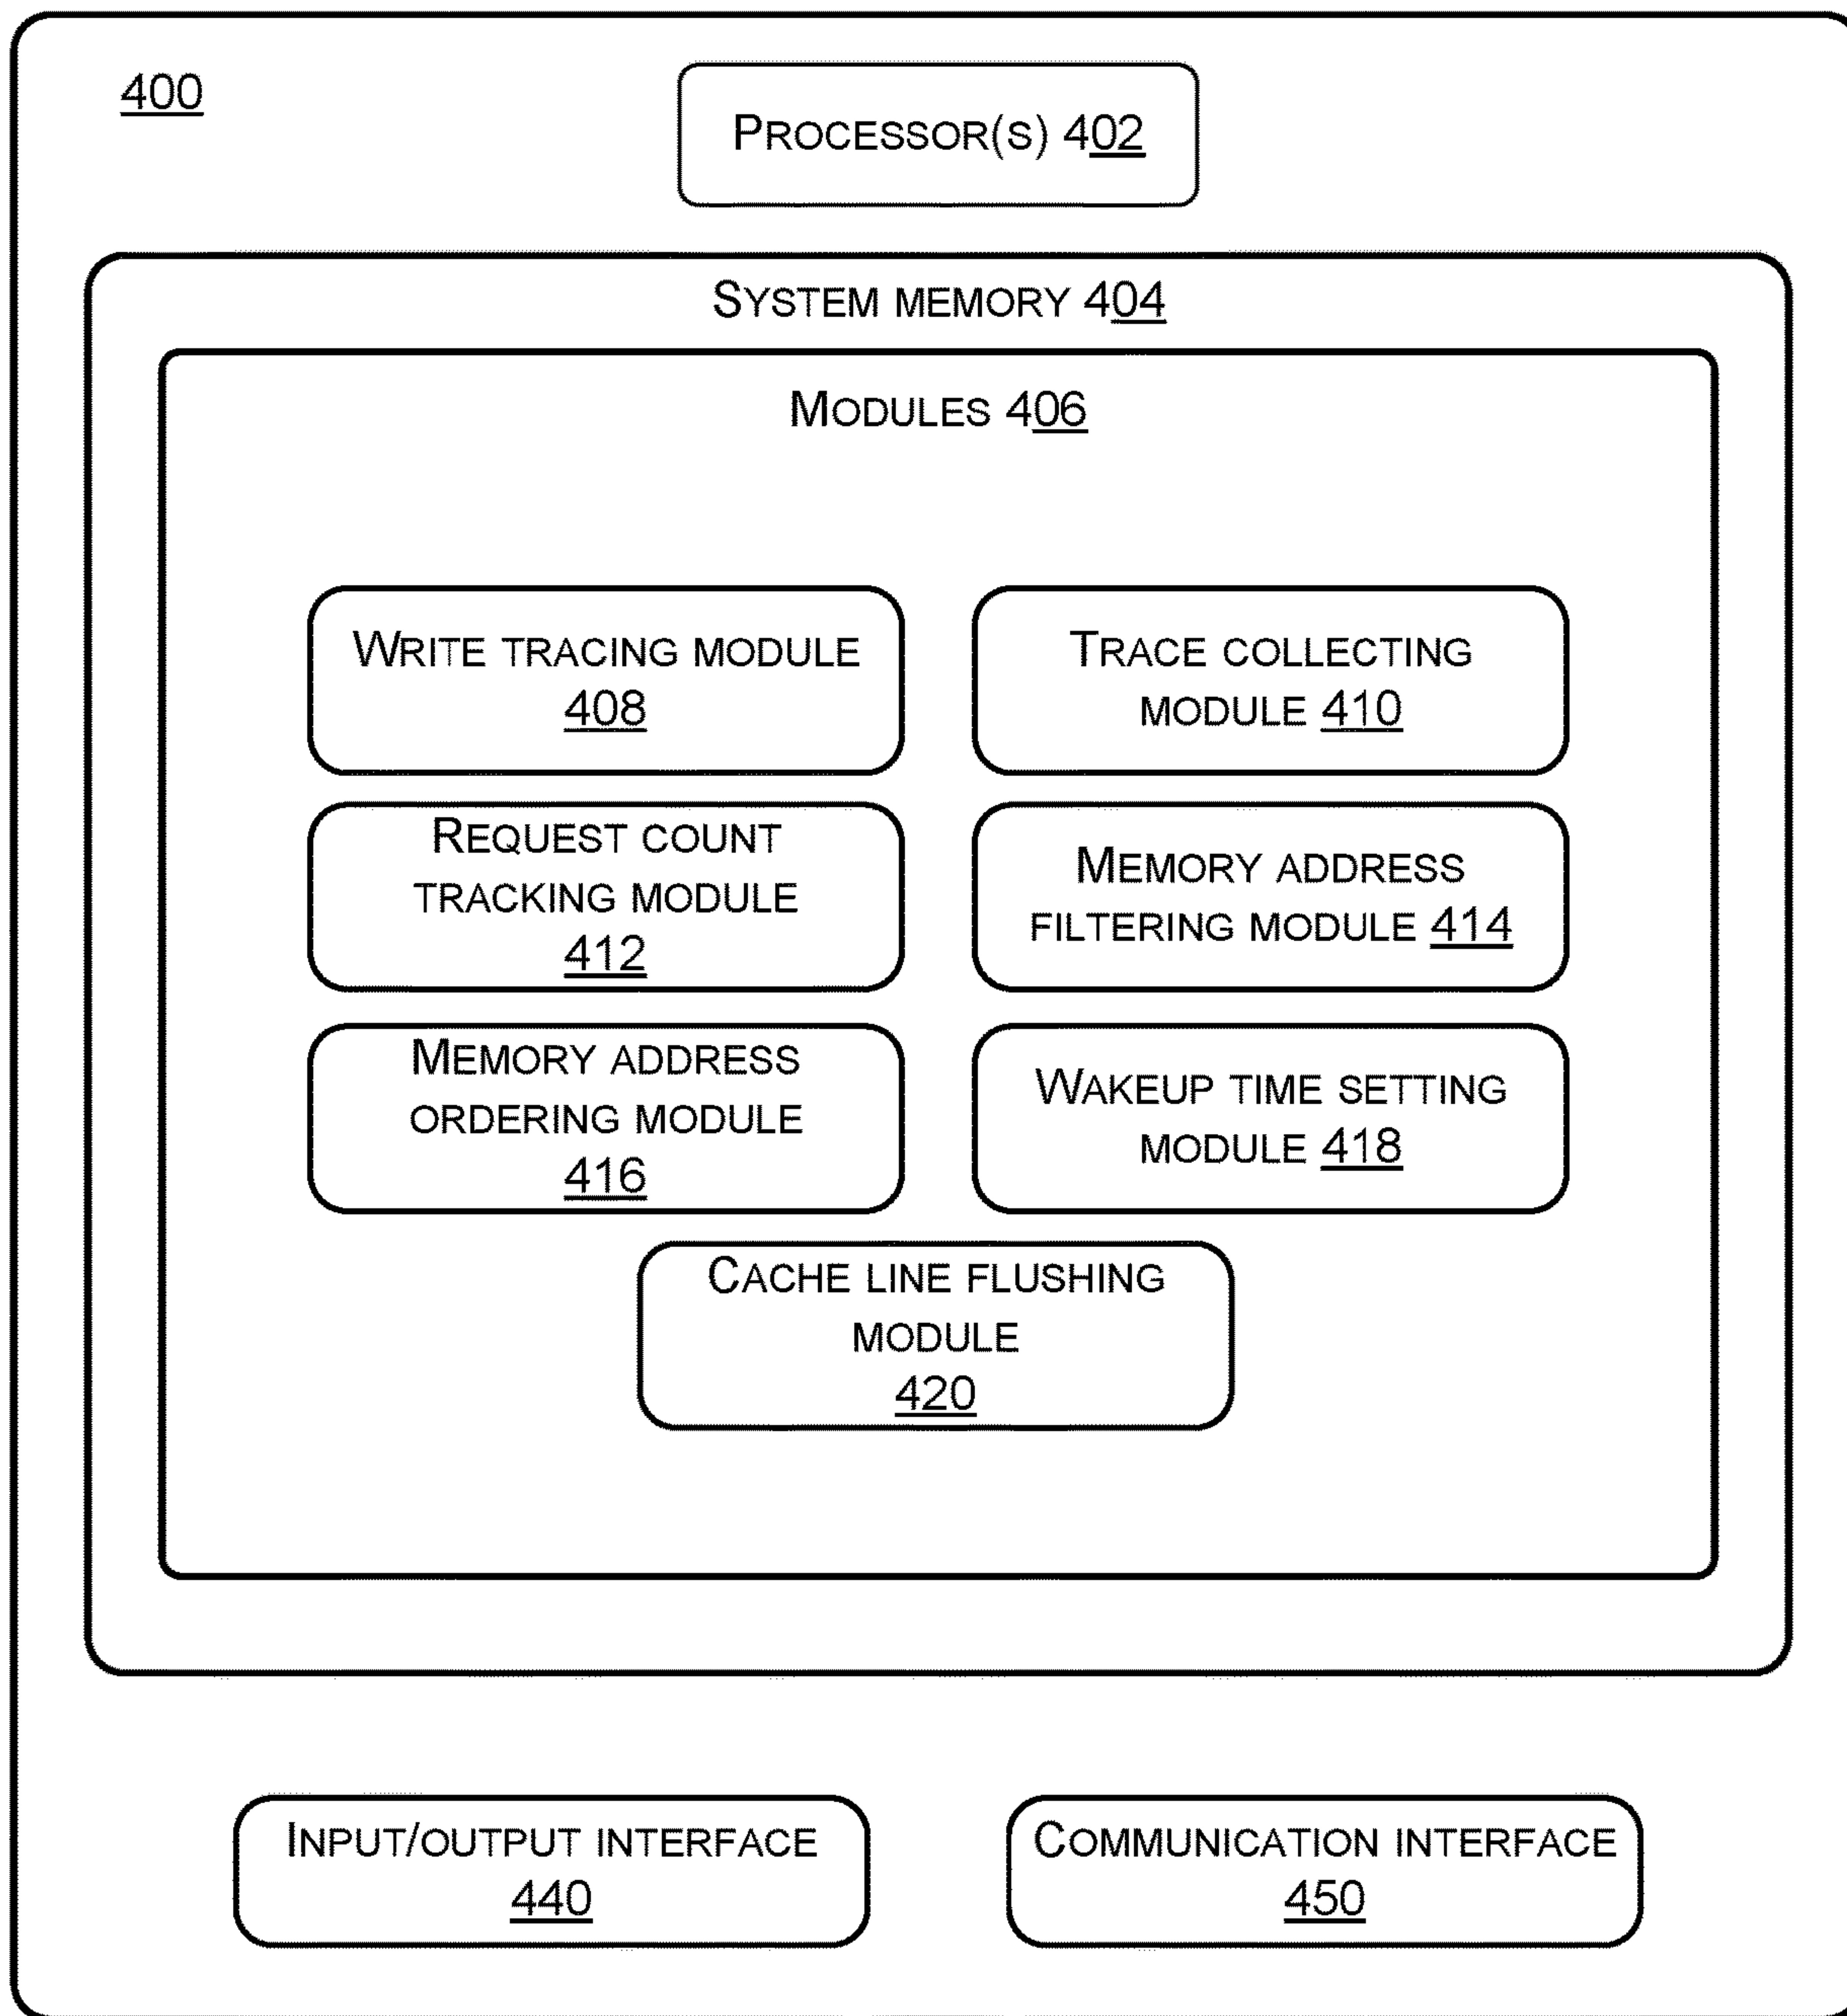 400
PROCESSOR(S) 402
SYSTEM MEMORY 404
MODULES 406
WRITE TRACING MODULE
408
TRACE COLLECTING
MODULE 410
REQUEST COUNT
TRACKING MODULE
412
MEMORY ADDRESS
FILTERING MODULE 414
MEMORY ADDRESS
ORDERING MODULE
416
WAKEUP TIME SETTING
MODULE 418
CACHE LINE FLUSHING
MODULE
420
INPUT/OUTPUT INTERFACE
440
COMMUNICATION INTERFACE
450